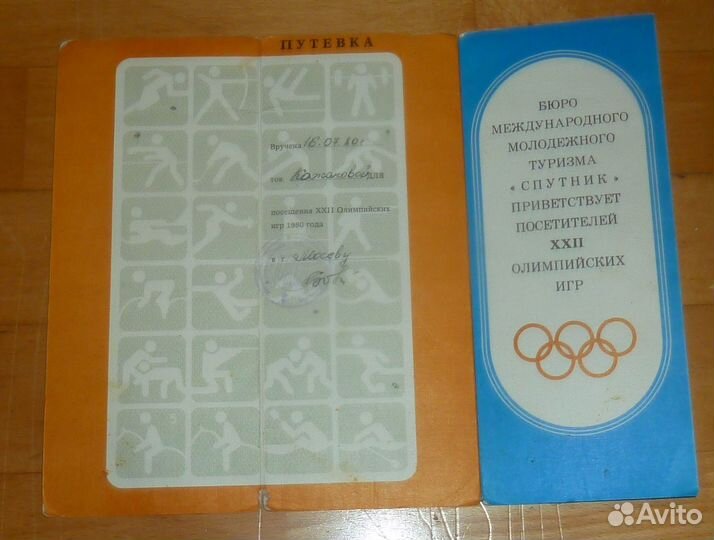 ПУТЕВКА
Вручена 16.07.80 г
тов. Казаковой для
посещения XXII Олимпийских
игр 1980 года
в г. Москву
БЮРО
МЕЖДУНАРОДНОГО
МОЛОДЕЖНОГО
ТУРИЗМА
« СПУТНИК »
ПРИВЕТСТВУЕТ
ПОСЕТИТЕЛЕЙ
XXII
ОЛИМПИЙСКИХ
ИГР
Avito